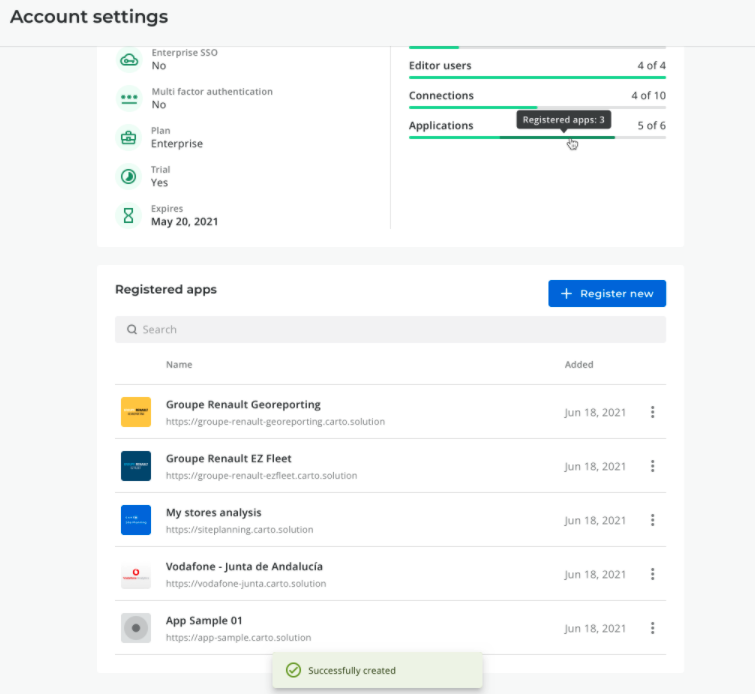 Account settings
Enterprise SSO
No
Multi factor authentication
No
Plan
Enterprise
Trial
Yes
Expires
May 20, 2021
Editor users 4 of 4
Connections 4 of 10
Registered apps: 3
Applications 5 of 6
Registered apps
+ Register new
Search
Name Added
Groupe Renault Georeporting
https://groupe-renault-georeporting.carto.solution
Jun 18, 2021
Groupe Renault EZ Fleet
https://groupe-renault-ezfleet.carto.solution
Jun 18, 2021
My stores analysis
https://siteplanning.carto.solution
Jun 18, 2021
Vodafone - Junta de Andalucía
https://vodafone-junta.carto.solution
Jun 18, 2021
App Sample 01
https://app-sample.carto.solution
Jun 18, 2021
Successfully created